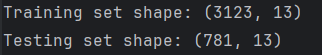 Training set shape: (3123, 13)
Testing set shape: (781, 13)